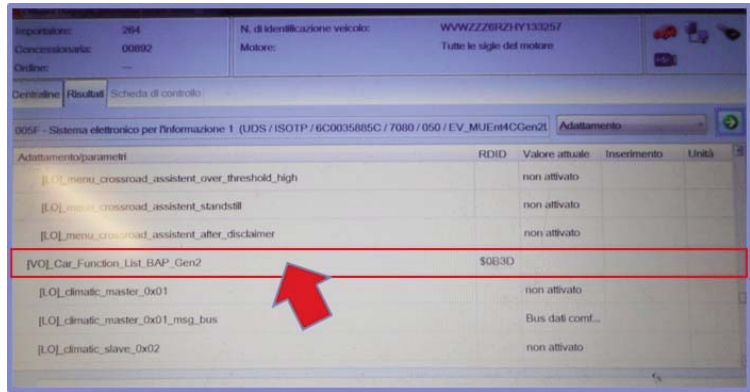 Importatore: 264 N. di identificazione veicolo: WVWZZZ6RZHY133257
Concessionaria: 00892 Motore: Tutte le sigle del motore
Ordine: ---
Centraline Risultati Scheda di controllo
005F - Sistema elettronico per l'informazione 1 (UDS / ISOTP / 6C0035885C / 7080 / 050 / EV_MUEnt4CGen2 Adattamento
Adattamento/parametri RDID Valore attuale Inserimento Unità
[LO]_menu_crossroad_assistent_over_threshold_high non attivato
[LO]_menu_crossroad_assistent_standstill non attivato
[LO]_menu_crossroad_assistent_after_disclaimer non attivato
[VO]_Car_Function_List_BAP_Gen2 $0B3D
[LO]_climatic_master_0x01 non attivato
[LO]_climatic_master_0x01_msg_bus Bus dati comf...
[LO]_climatic_slave_0x02 non attivato